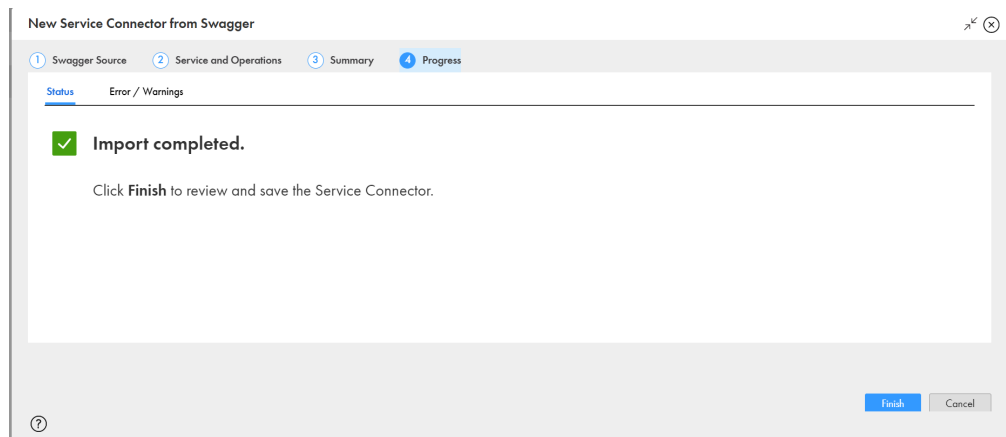 New Service Connector from Swagger
1 Swagger Source 2 Service and Operations 3 Summary 4 Progress
Status Error / Warnings
Import completed.
Click Finish to review and save the Service Connector.
Finish Cancel
?